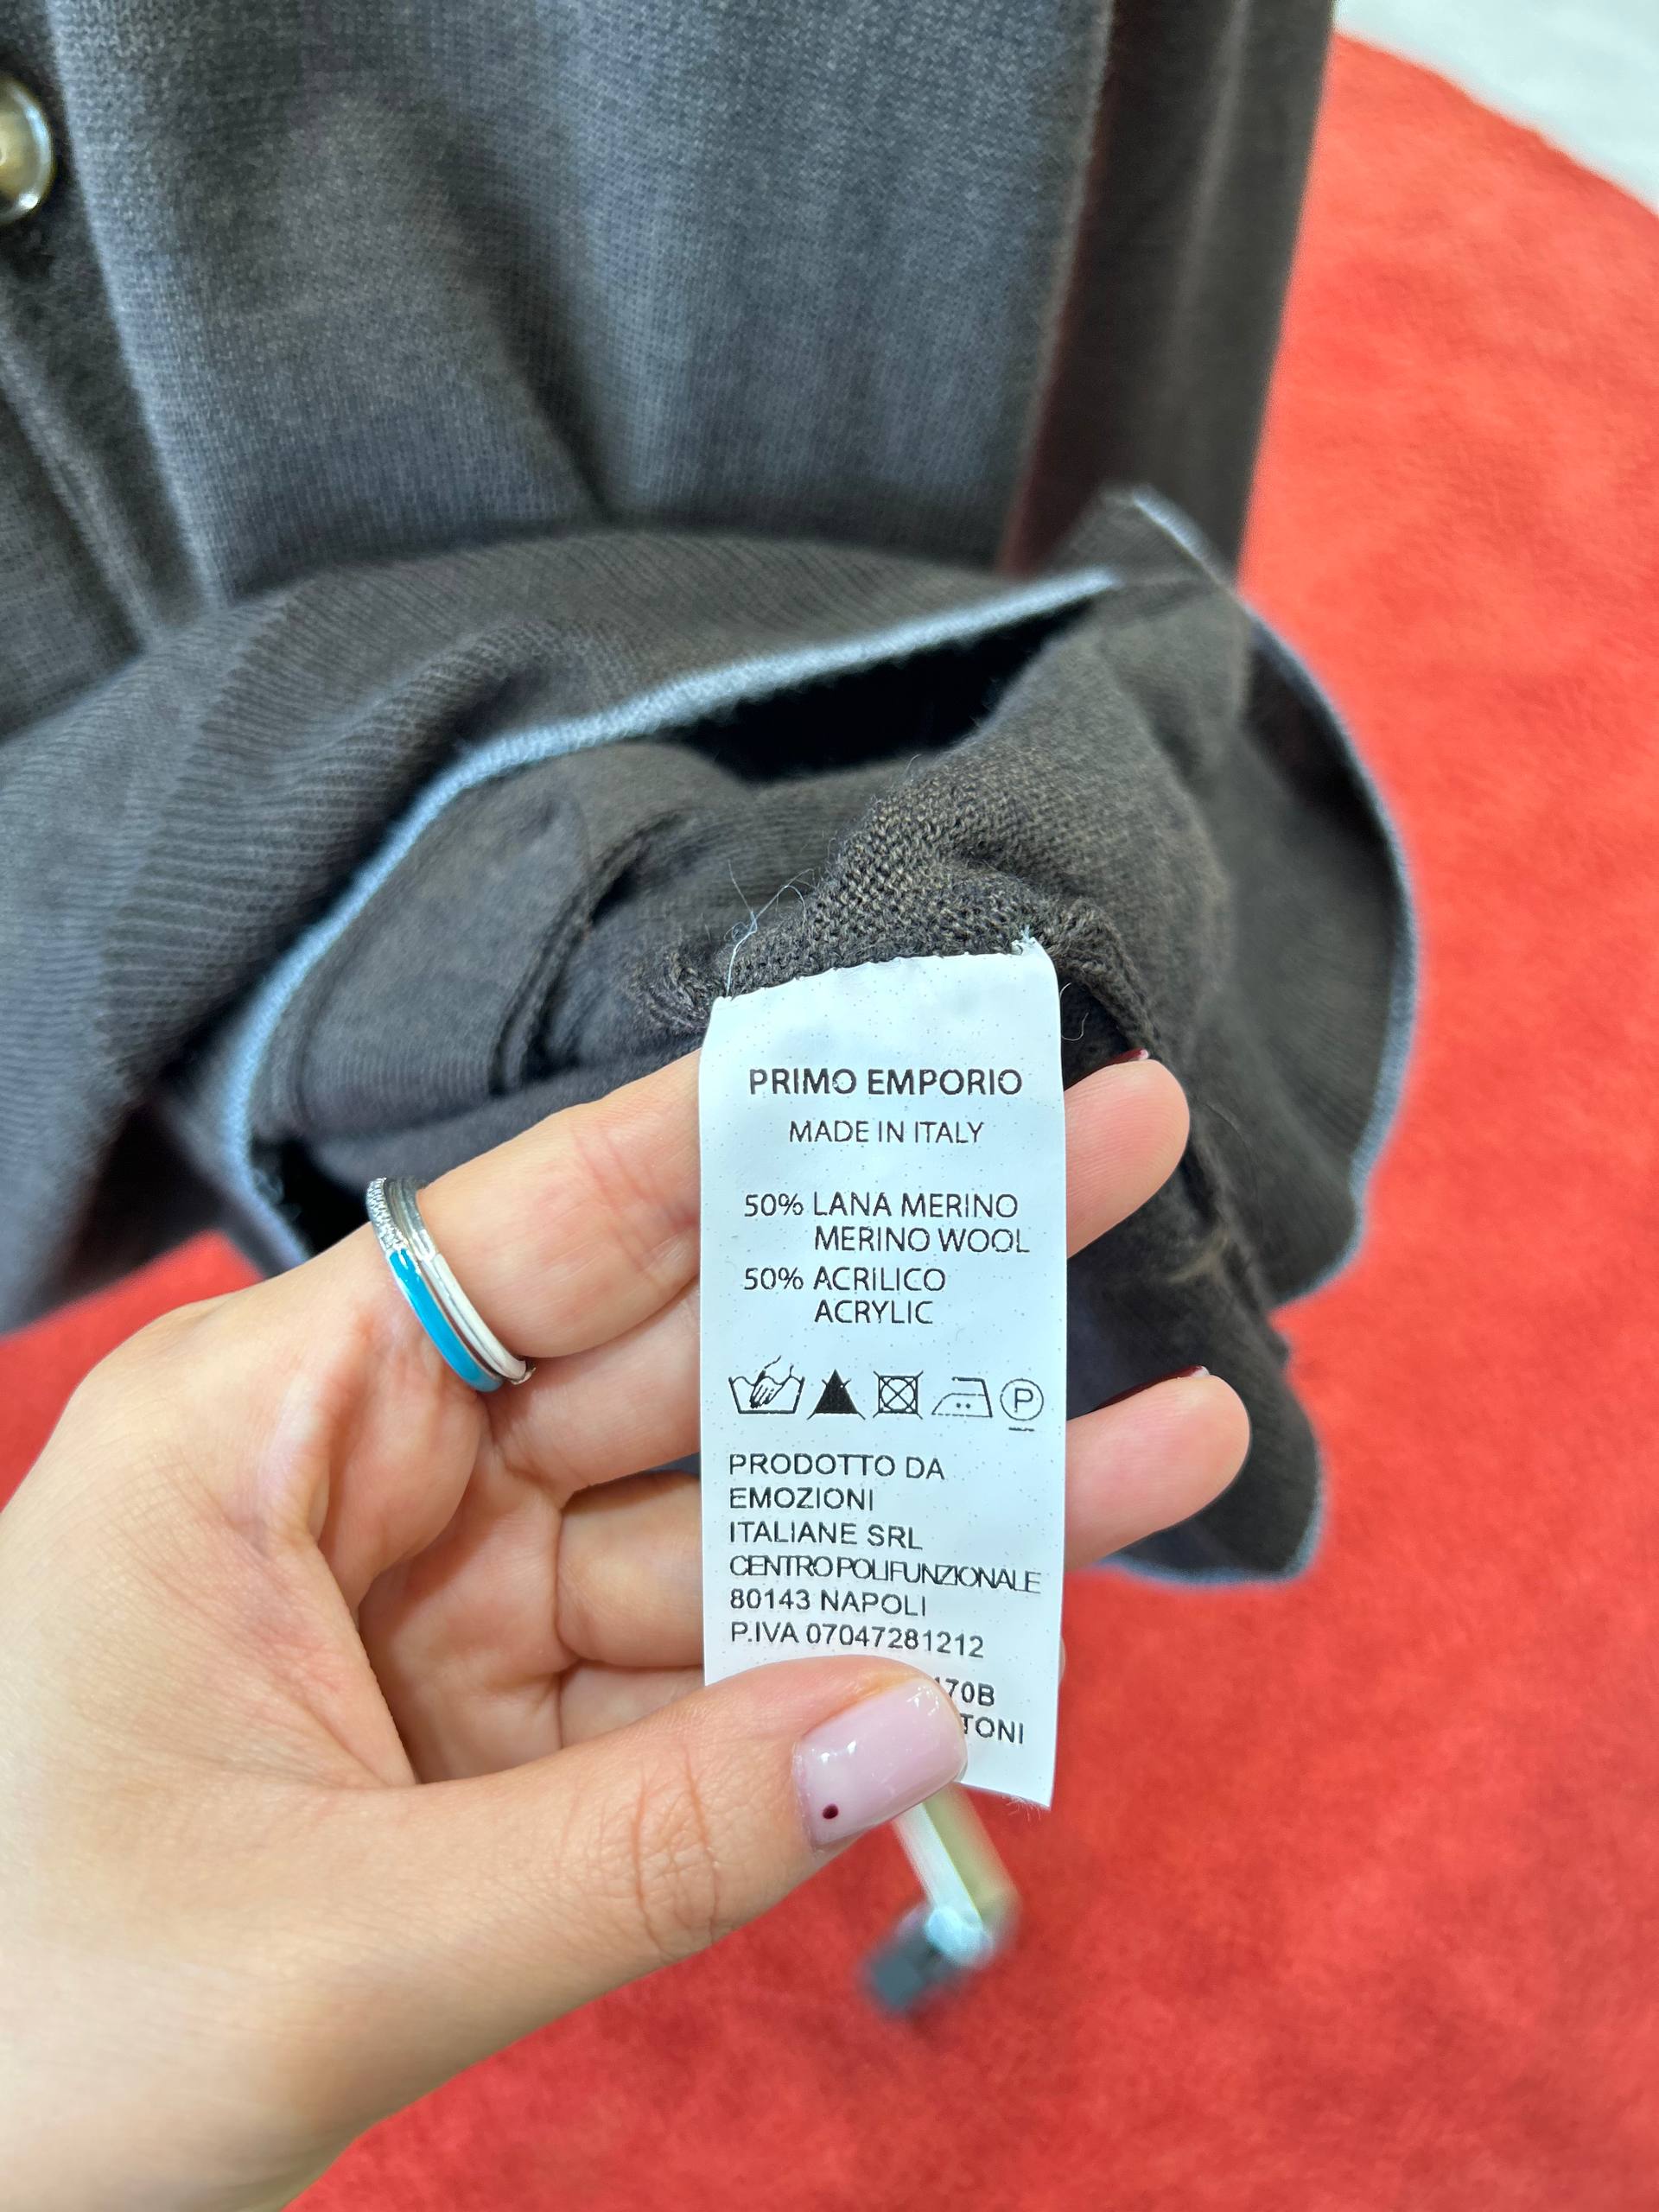 PRIMO EMPORIO
MADE IN ITALY
50% LANA MERINO
MERINO WOOL
50% ACRILICO
ACRYLIC
P
PRODOTTO DA
EMOZIONI
ITALIANE SRL
CENTRO POLIFUNZIONALE
80143 NAPOLI
P.IVA 07047281212